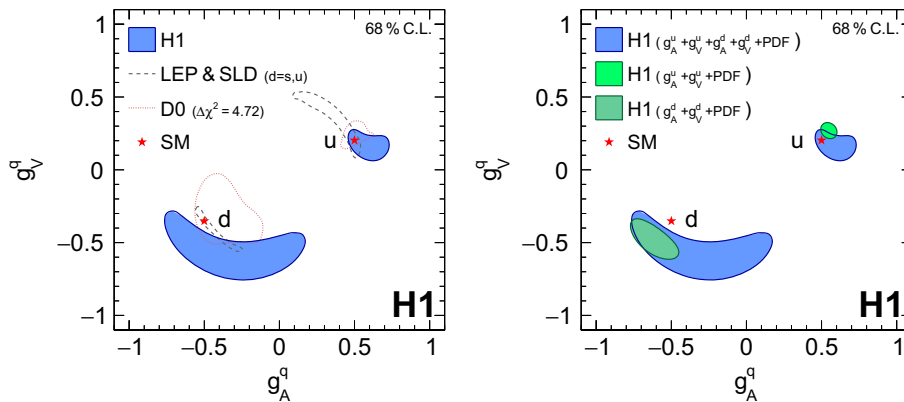 68 % C.L.
H1
LEP & SLD (d=s,u)
D0 (Δχ² = 4.72)
SM
u
d
H1
1
0.5
0
−0.5
−1
g_V^q
−1
−0.5
0
0.5
1
g_A^q
68 % C.L.
H1 ( g_A^u +g_V^u +g_A^d +g_V^d +PDF )
H1 ( g_A^u +g_V^u +PDF )
H1 ( g_A^d +g_V^d +PDF )
SM
u
d
H1
1
0.5
0
−0.5
−1
g_V^q
−1
−0.5
0
0.5
1
g_A^q